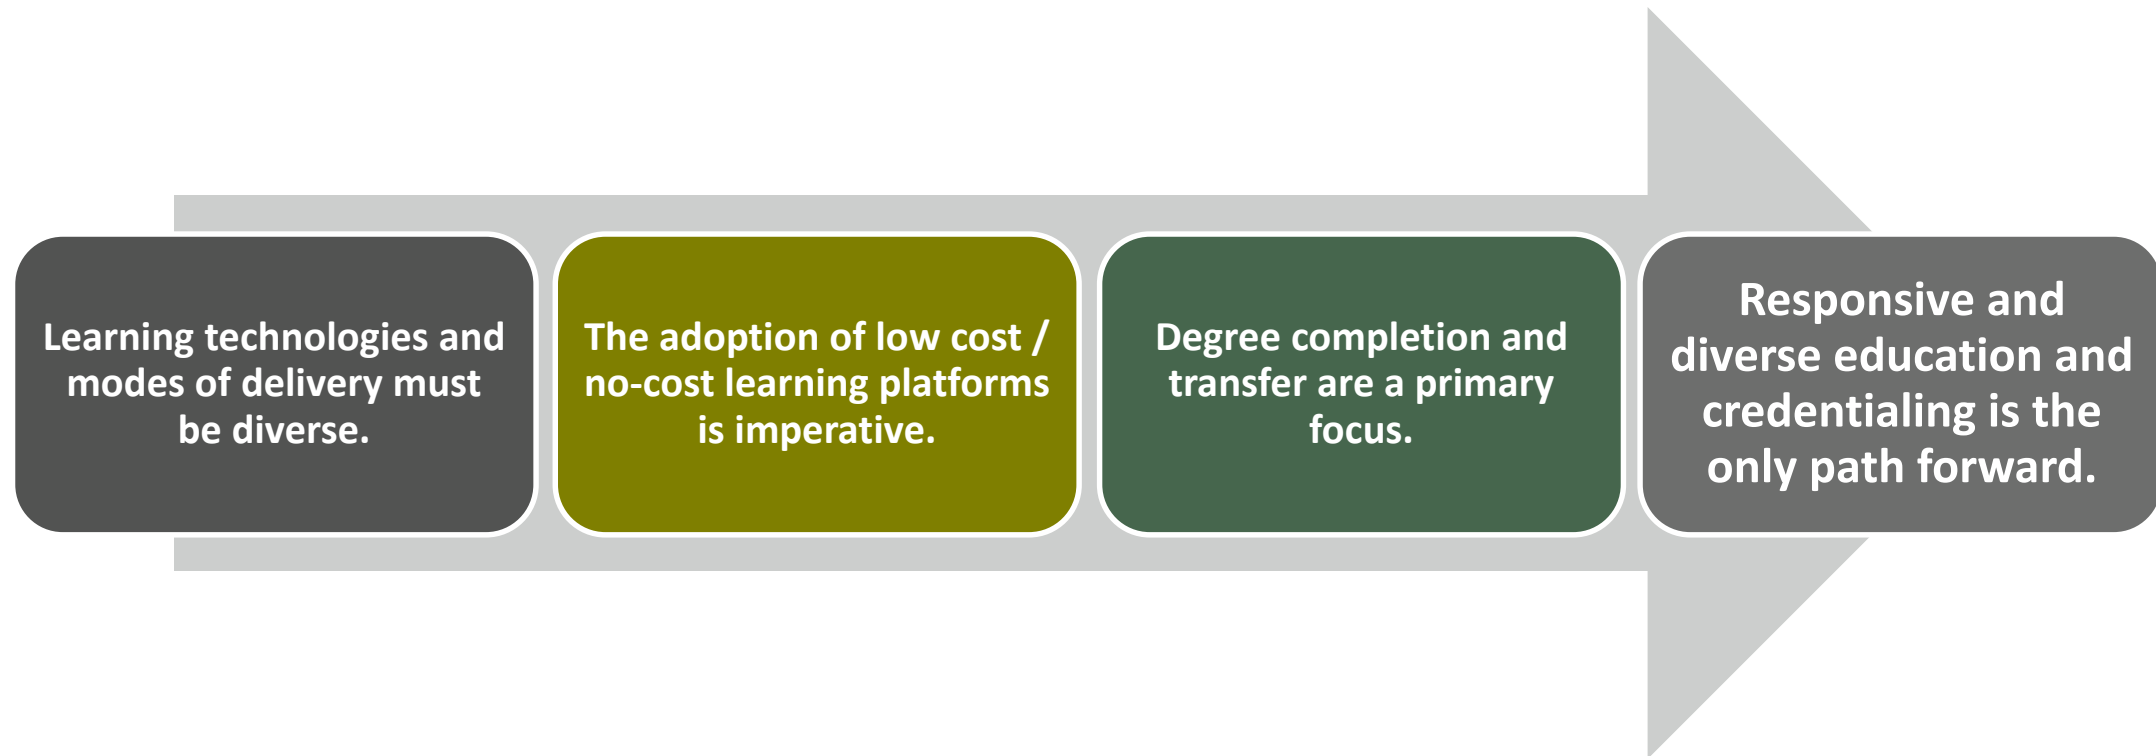 Learning technologies and
modes of delivery must
be diverse.
The adoption of low cost /
no-cost learning platforms
is imperative.
Degree completion and
transfer are a primary
focus.
Responsive and
diverse education and
credentialing is the
only path forward.